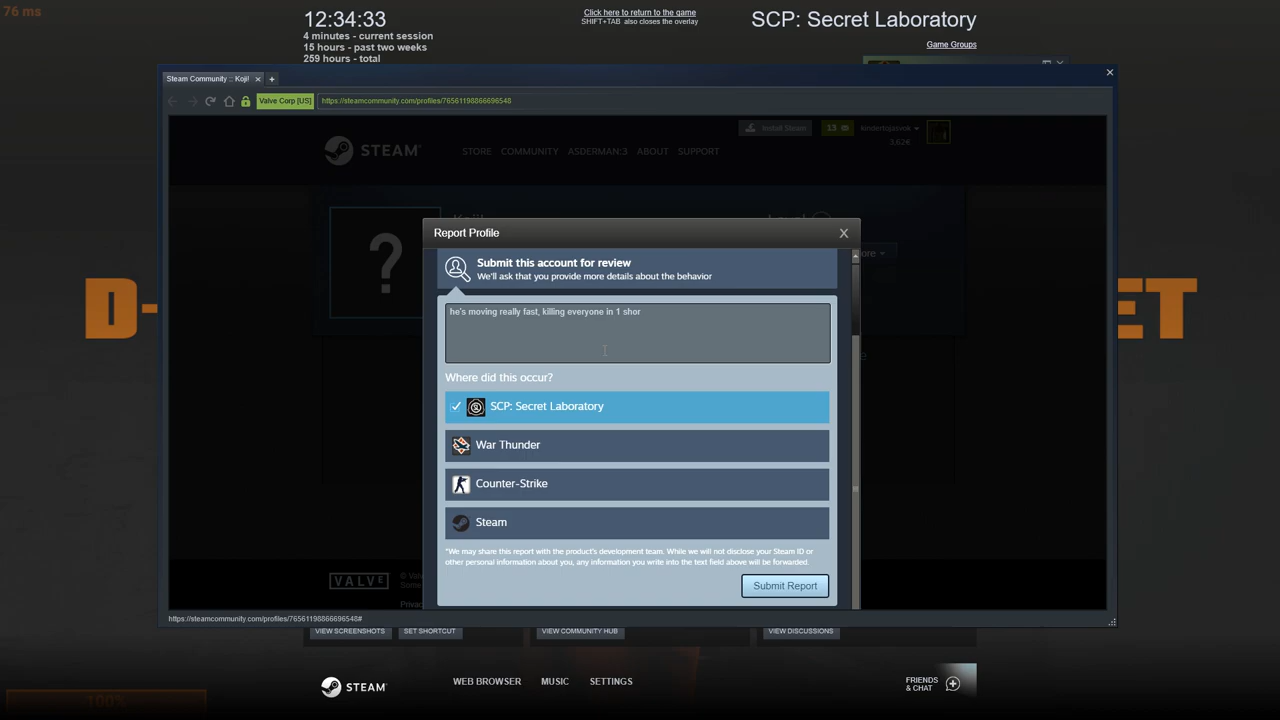 76 ms
12:34:33
4 minutes - current session
15 hours - past two weeks
259 hours - total
Click here to return to the game
SHIFT+TAB also closes the overlay
SCP: Secret Laboratory
Game Groups
Steam Community :: Koji!
Valve Corp [US]
https://steamcommunity.com/profiles/76561198866696548
Install Steam
13
kindertojasvok
3,62€
STEAM
STORE COMMUNITY ASDERMAN:3 ABOUT SUPPORT
Report Profile
Submit this account for review
We'll ask that you provide more details about the behavior
he's moving really fast, killing everyone in 1 shor
Where did this occur?
SCP: Secret Laboratory
War Thunder
Counter-Strike
Steam
*We may share this report with the product's development team. While we will not disclose your Steam ID or
other personal information about you, any information you write into the text field above will be forwarded.
Submit Report
VALVE
https://steamcommunity.com/profiles/76561198866696548#
VIEW SCREENSHOTS SET SHORTCUT VIEW COMMUNITY HUB VIEW DISCUSSIONS
STEAM
WEB BROWSER MUSIC SETTINGS
FRIENDS
& CHAT
100%